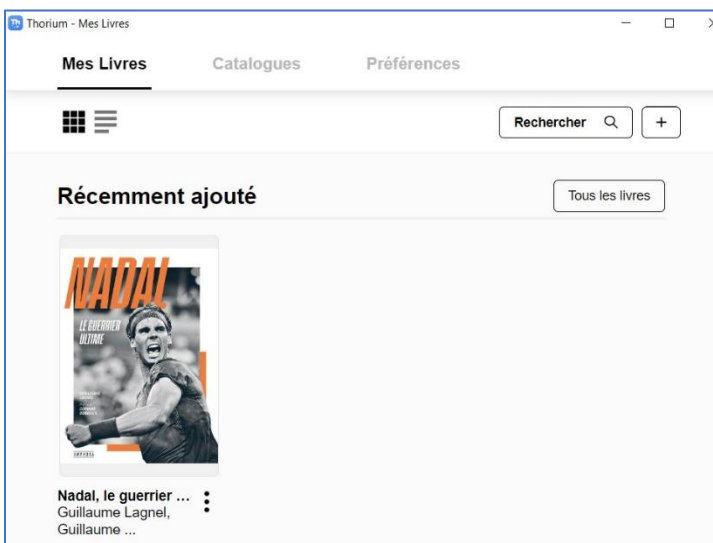 Thorium - Mes Livres
Mes Livres Catalogues Préférences
Rechercher
Récemment ajouté
Tous les livres
NADAL
LE GUERRIER
ULTIME
Nadal, le guerrier ...
Guillaume Lagnel,
Guillaume ...